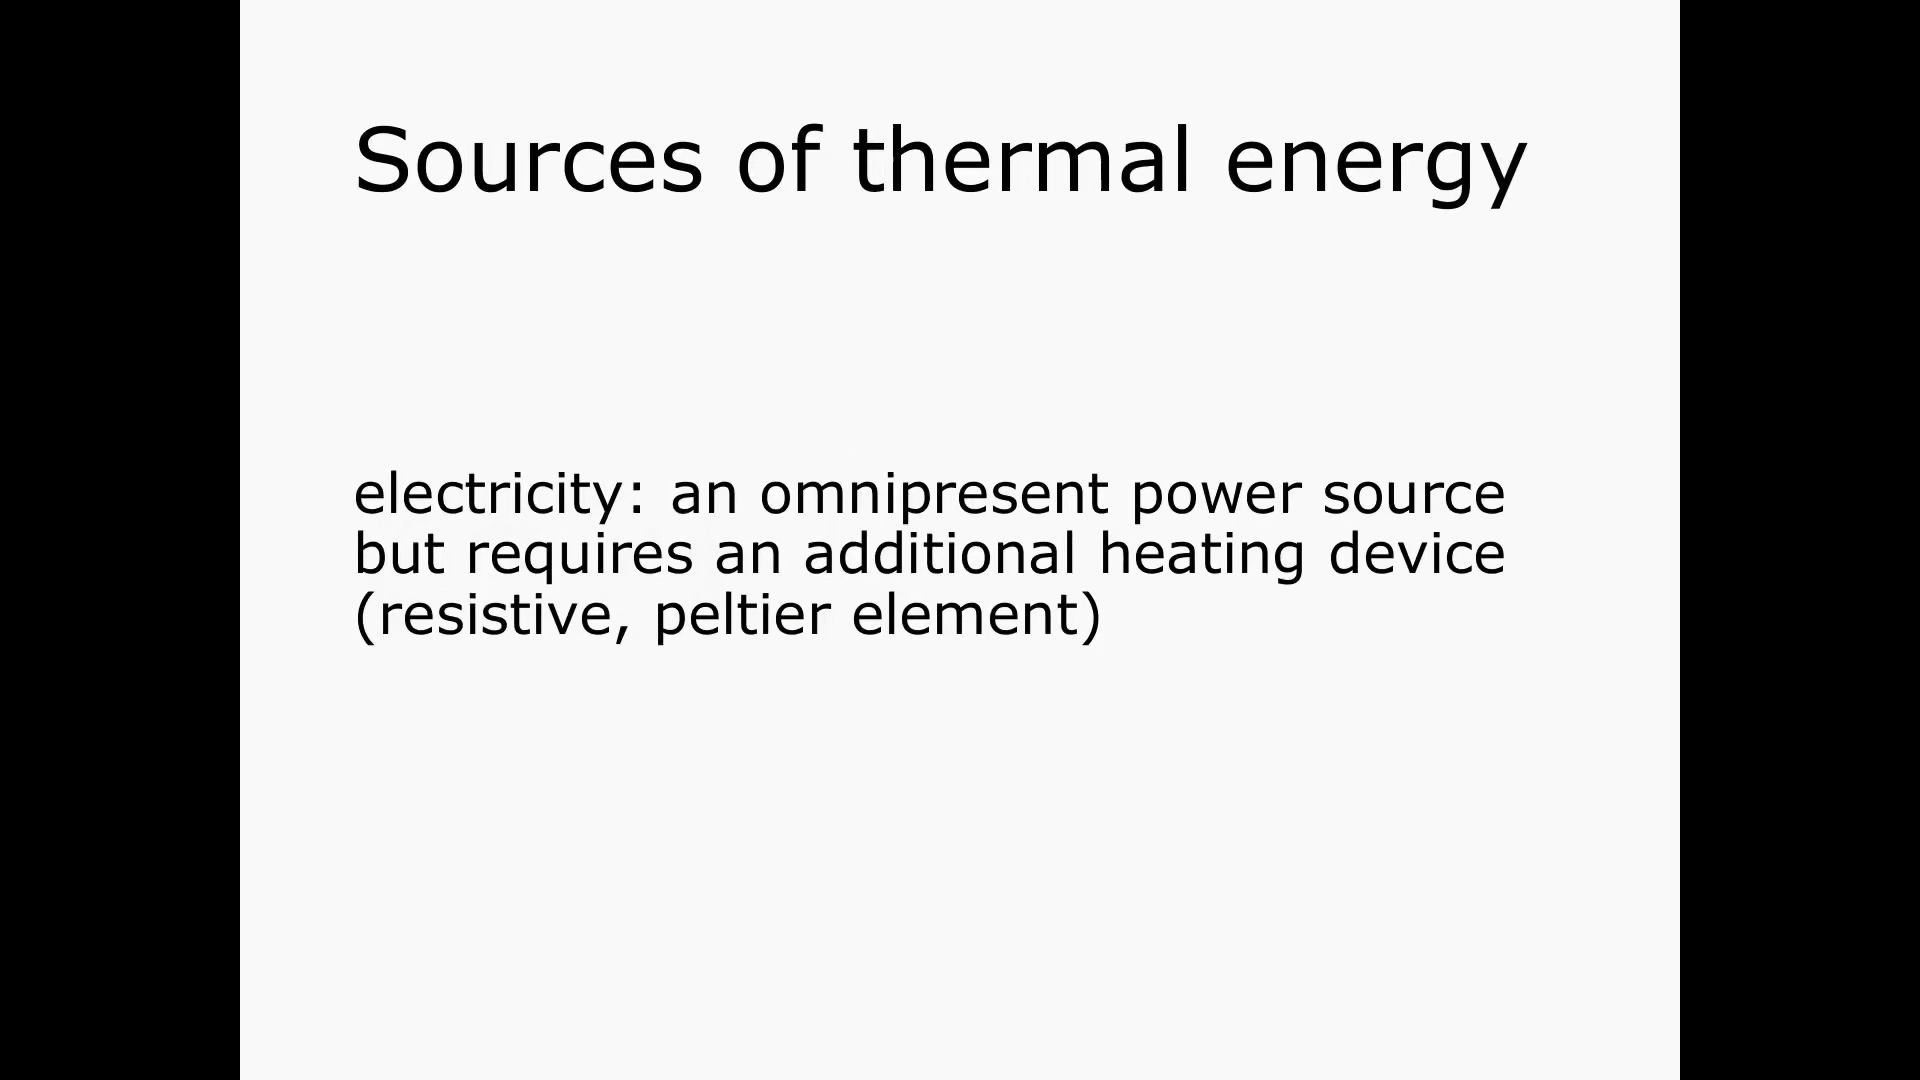 Sources of thermal energy
electricity: an omnipresent power source
but requires an additional heating device
(resistive, peltier element)